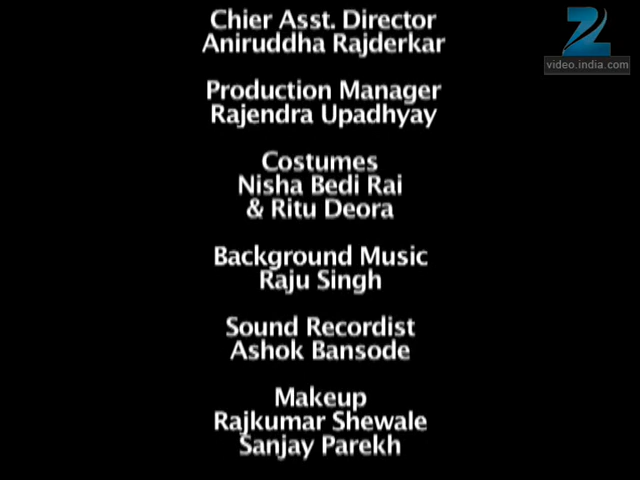 Chier Asst. Director
Aniruddha Rajderkar
Production Manager
Rajendra Upadhyay
Costumes
Nisha Bedi Rai
& Ritu Deora
Background Music
Raju Singh
Sound Recordist
Ashok Bansode
Makeup
Rajkumar Shewale
Sanjay Parekh
video.india.com